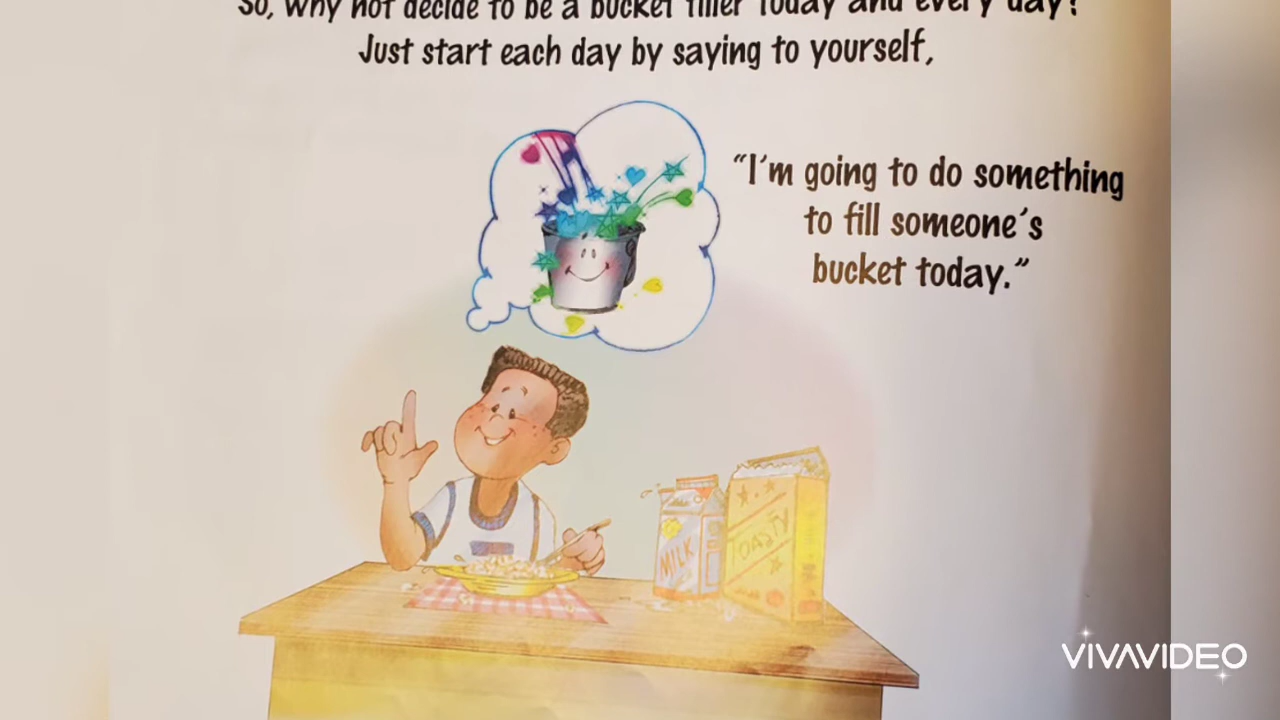 So, why not decide to be a bucket filler today and every day?
Just start each day by saying to yourself,
"I'm going to do something
to fill someone's
bucket today."
MILK
TOASTY
VIVAVIDEO